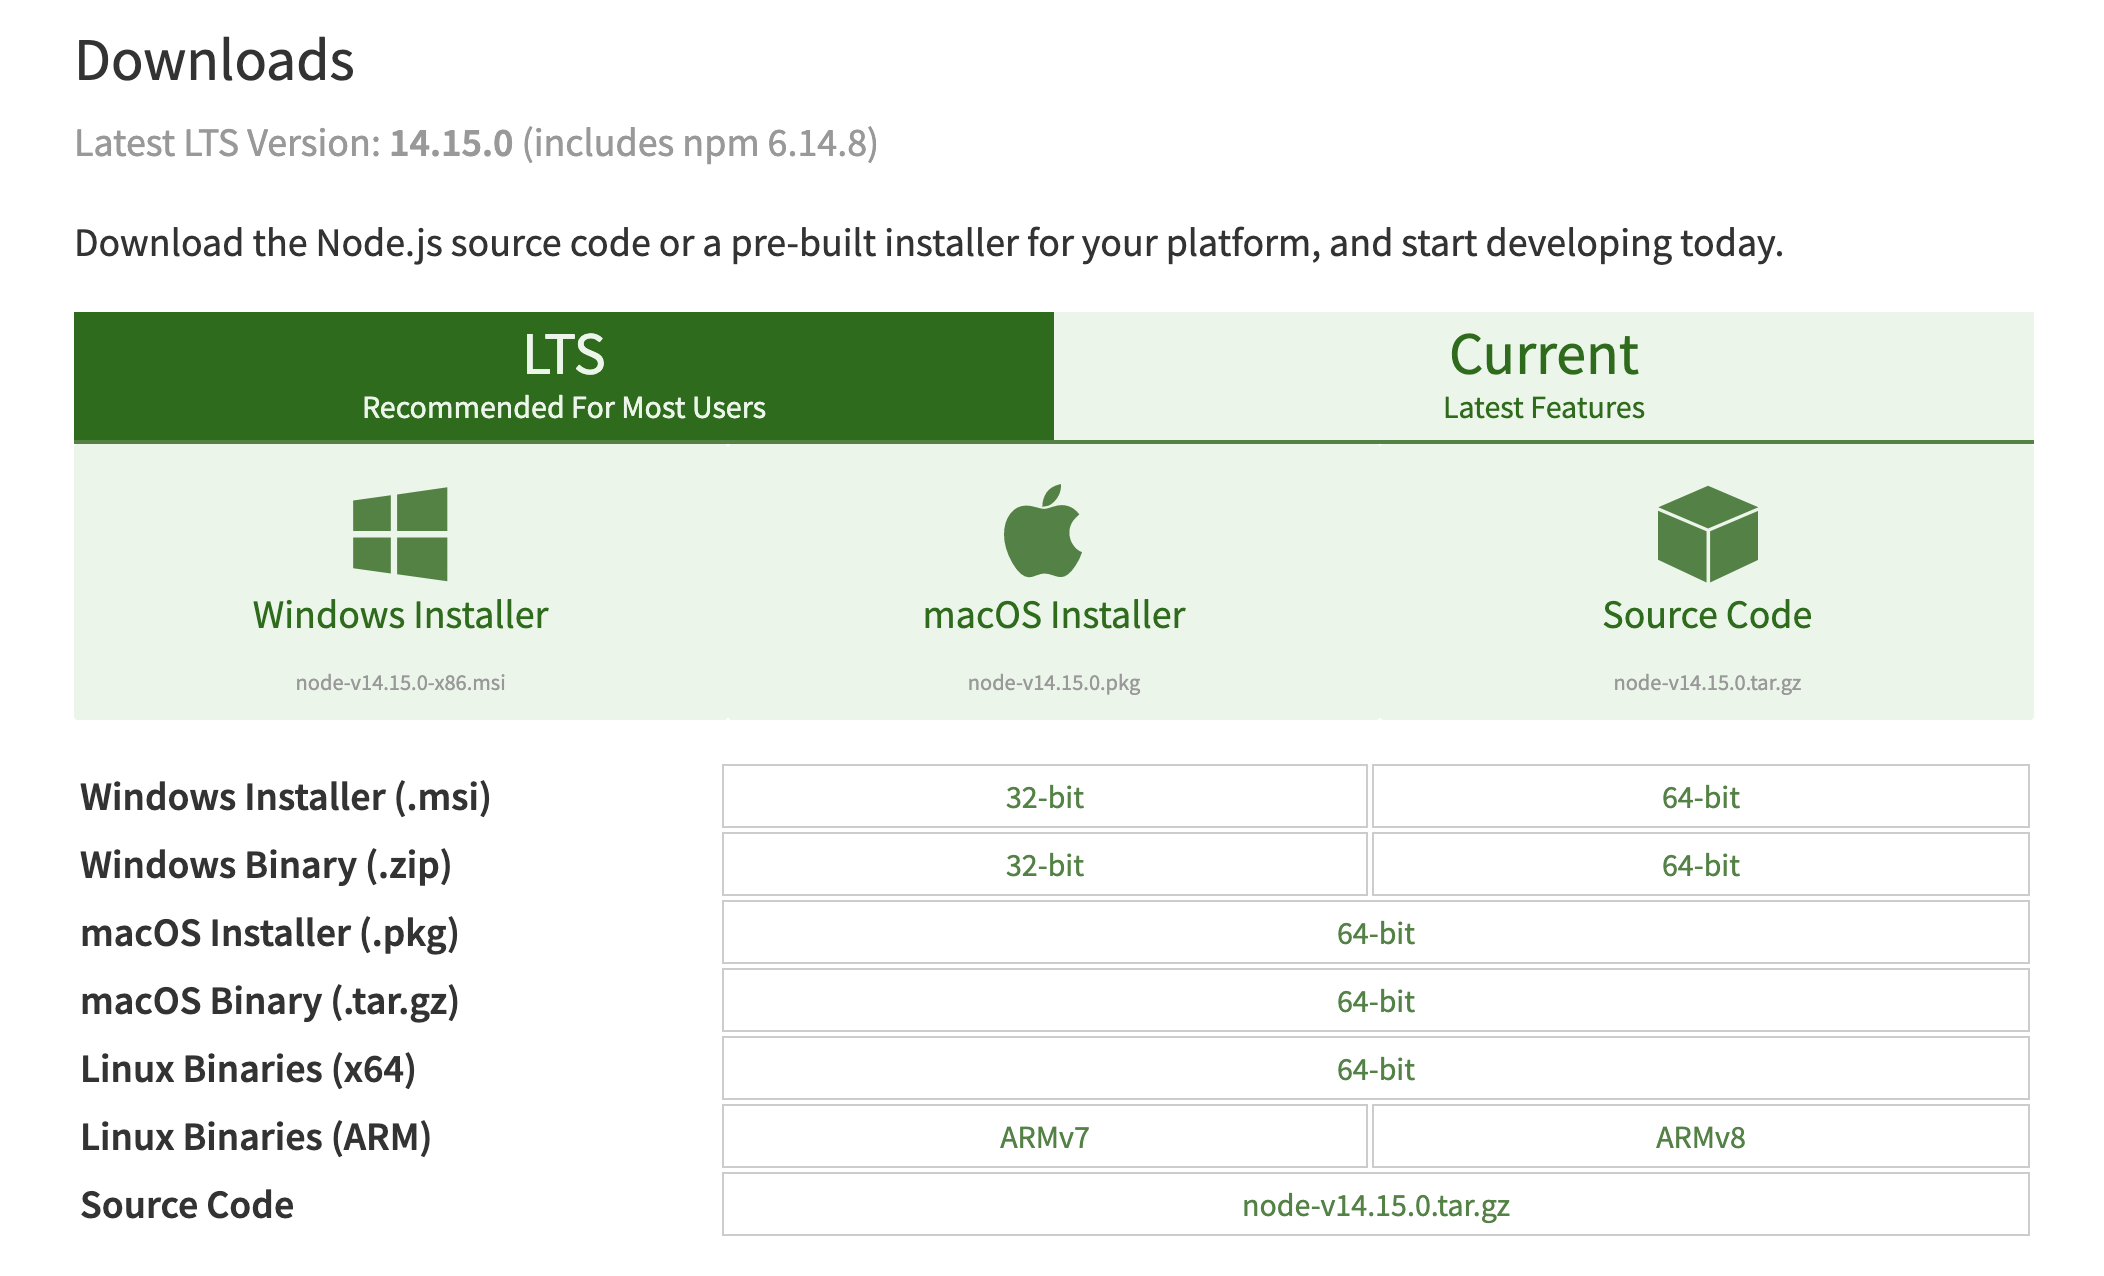 Downloads
Latest LTS Version: 14.15.0 (includes npm 6.14.8)
Download the Node.js source code or a pre-built installer for your platform, and start developing today.
LTS
Recommended For Most Users
Current
Latest Features
Windows Installer
node-v14.15.0-x86.msi
macOS Installer
node-v14.15.0.pkg
Source Code
node-v14.15.0.tar.gz
Windows Installer (.msi) 32-bit 64-bit
Windows Binary (.zip) 32-bit 64-bit
macOS Installer (.pkg) 64-bit
macOS Binary (.tar.gz) 64-bit
Linux Binaries (x64) 64-bit
Linux Binaries (ARM) ARMv7 ARMv8
Source Code node-v14.15.0.tar.gz